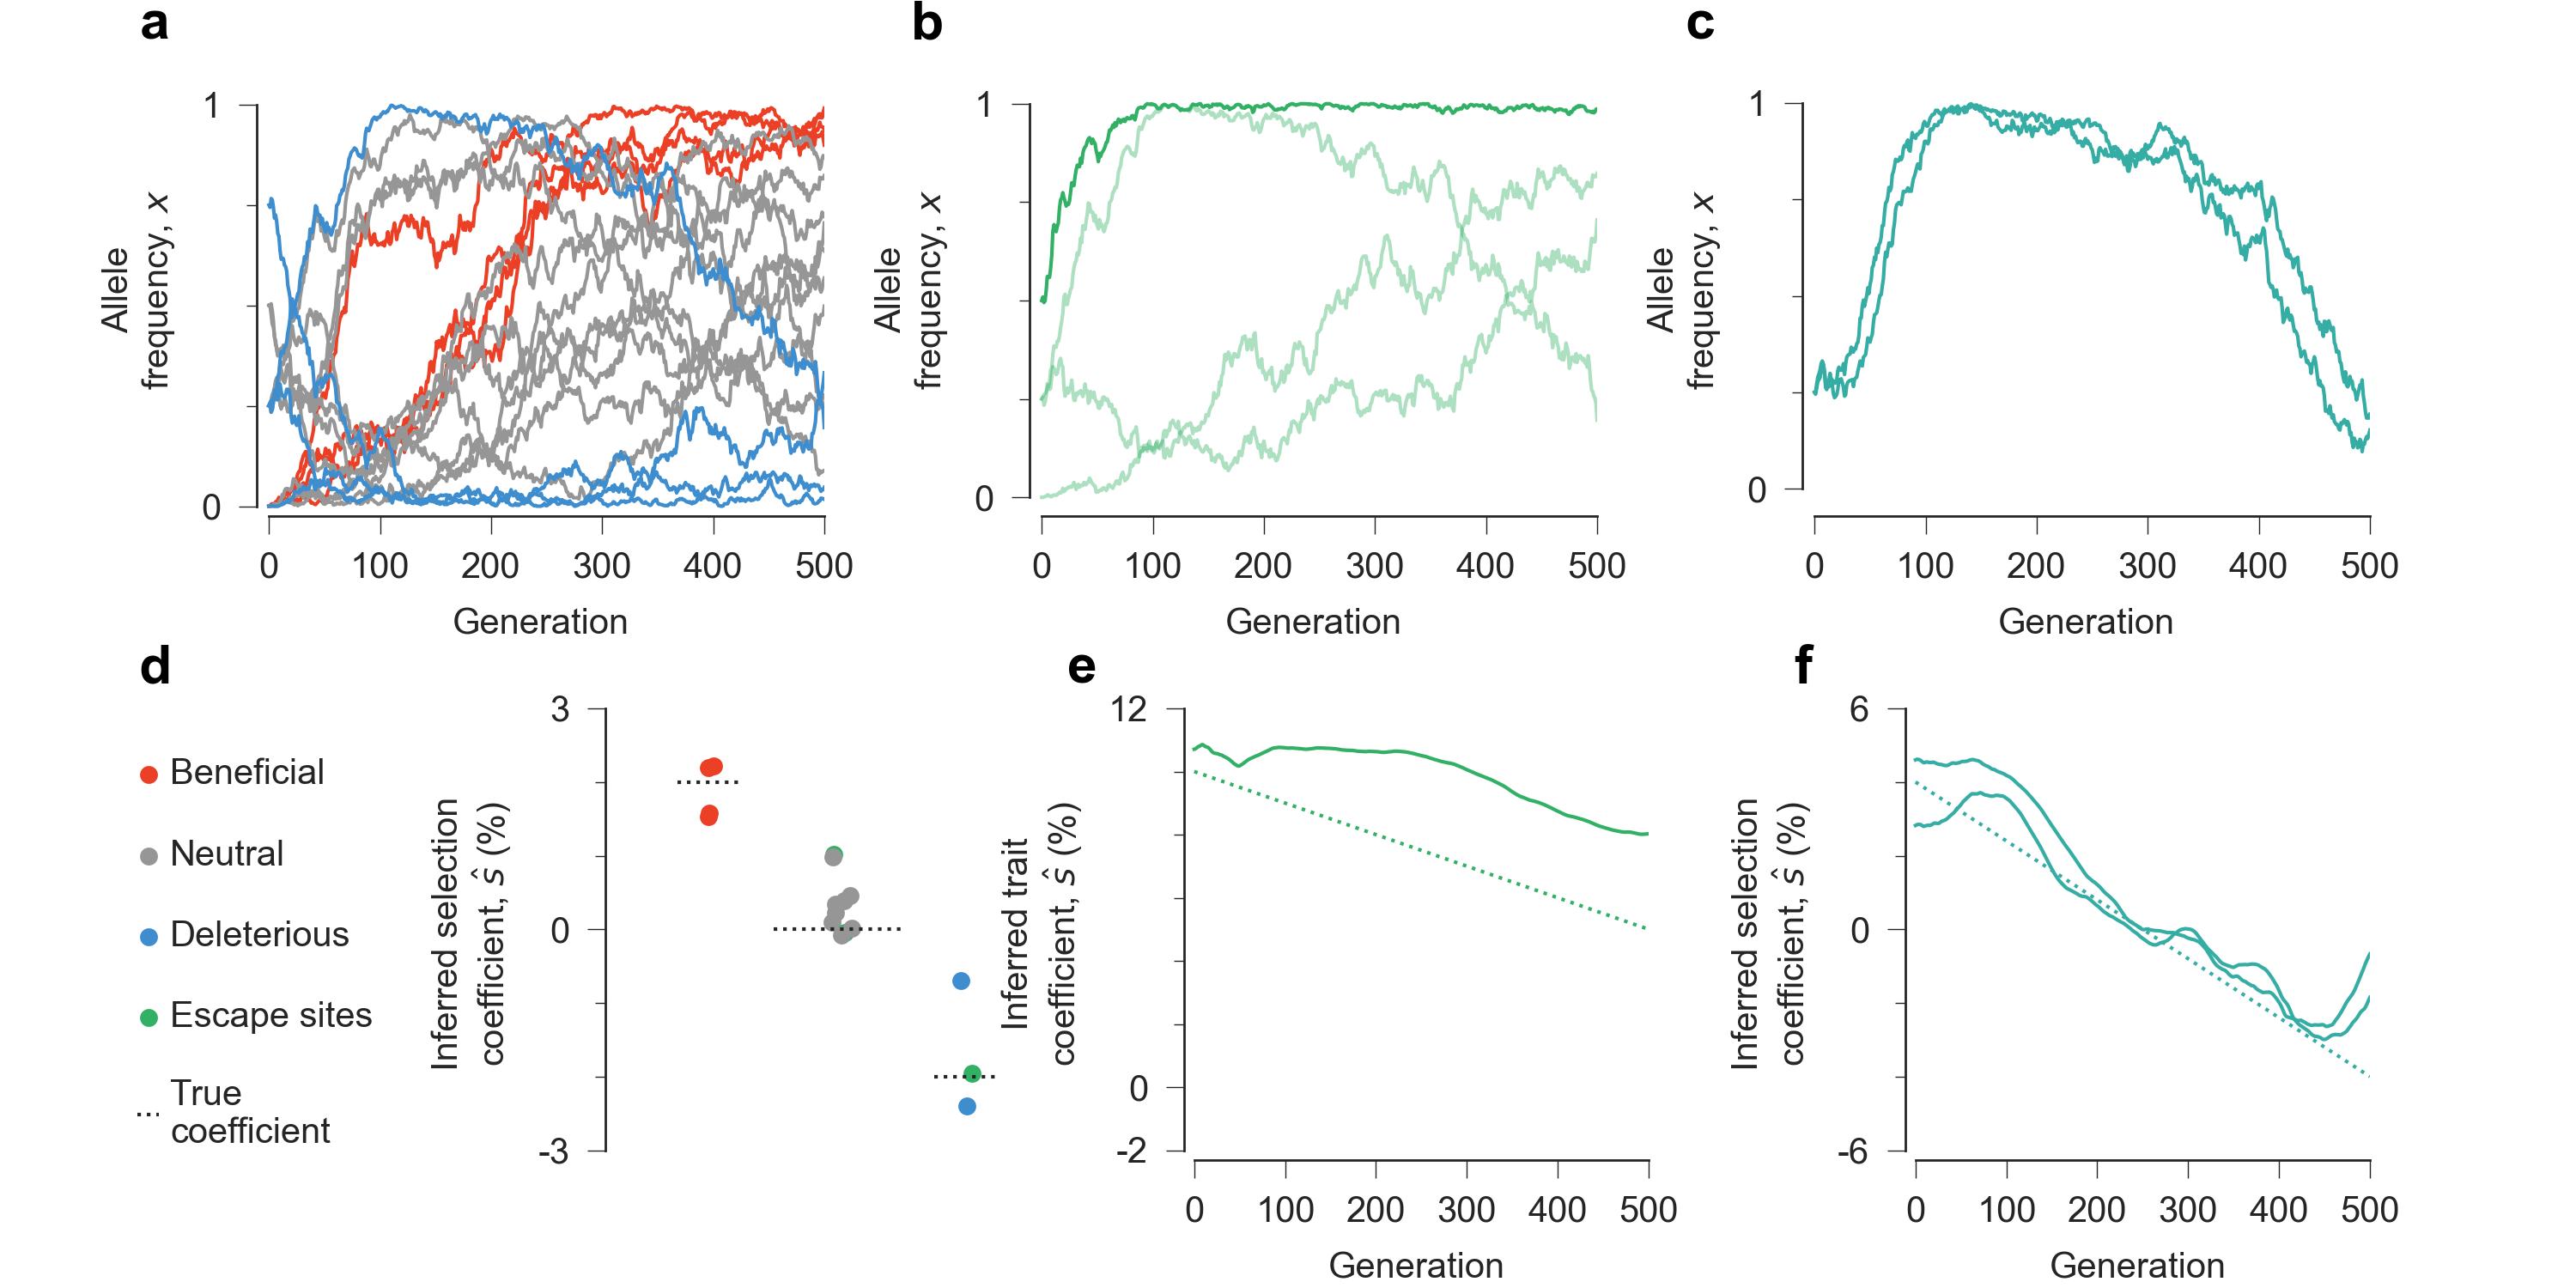 a
b
c
1
0
Allele
frequency, x
0 100 200 300 400 500
Generation
1
0
Allele
frequency, x
0 100 200 300 400 500
Generation
1
0
Allele
frequency, x
0 100 200 300 400 500
Generation
d
Beneficial
Neutral
Deleterious
Escape sites
... True
coefficient
Inferred selection
coefficient, ŝ (%)
3
0
-3
e
Inferred trait
coefficient, ŝ (%)
12
0
-2
0 100 200 300 400 500
Generation
f
Inferred selection
coefficient, ŝ (%)
6
0
-6
0 100 200 300 400 500
Generation